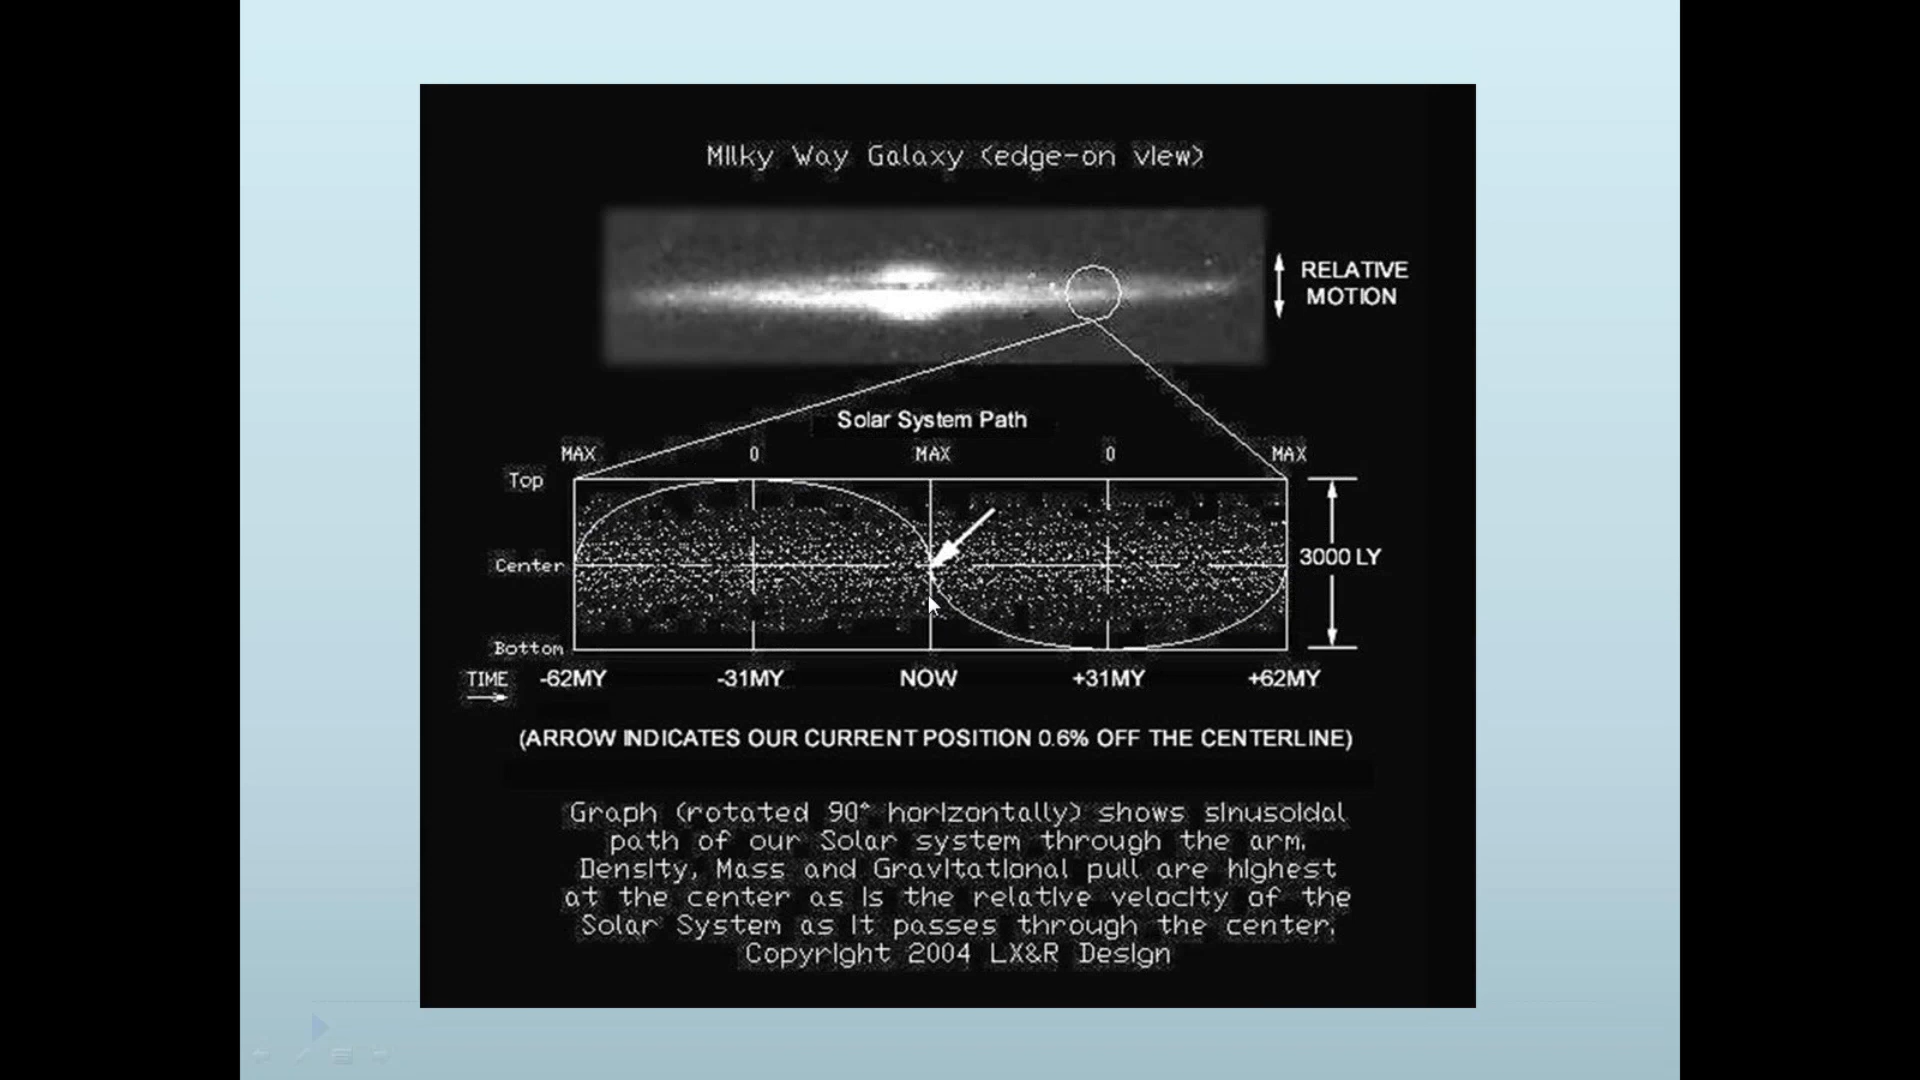 Milky Way Galaxy (edge-on view)
RELATIVE
MOTION
Solar System Path
MAX 0 MAX 0 MAX
Top
Center
3000 LY
Bottom
TIME -62MY -31MY NOW +31MY +62MY
(ARROW INDICATES OUR CURRENT POSITION 0.6% OFF THE CENTERLINE)
Graph (rotated 90° horizontally) shows sinusoidal
path of our Solar system through the arm.
Density, Mass and Gravitational pull are highest
at the center as is the relative velocity of the
Solar System as it passes through the center.
Copyright 2004 LX&R Design